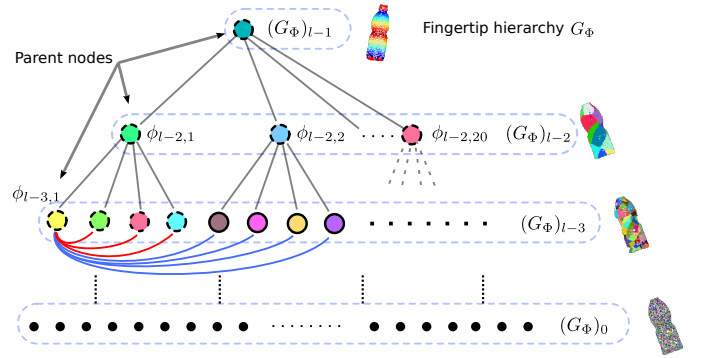 (G_Φ)_{l−1}
Fingertip hierarchy G_Φ
Parent nodes
ϕ_{l−2,1}
ϕ_{l−2,2}
ϕ_{l−2,20}
(G_Φ)_{l−2}
ϕ_{l−3,1}
(G_Φ)_{l−3}
(G_Φ)_0